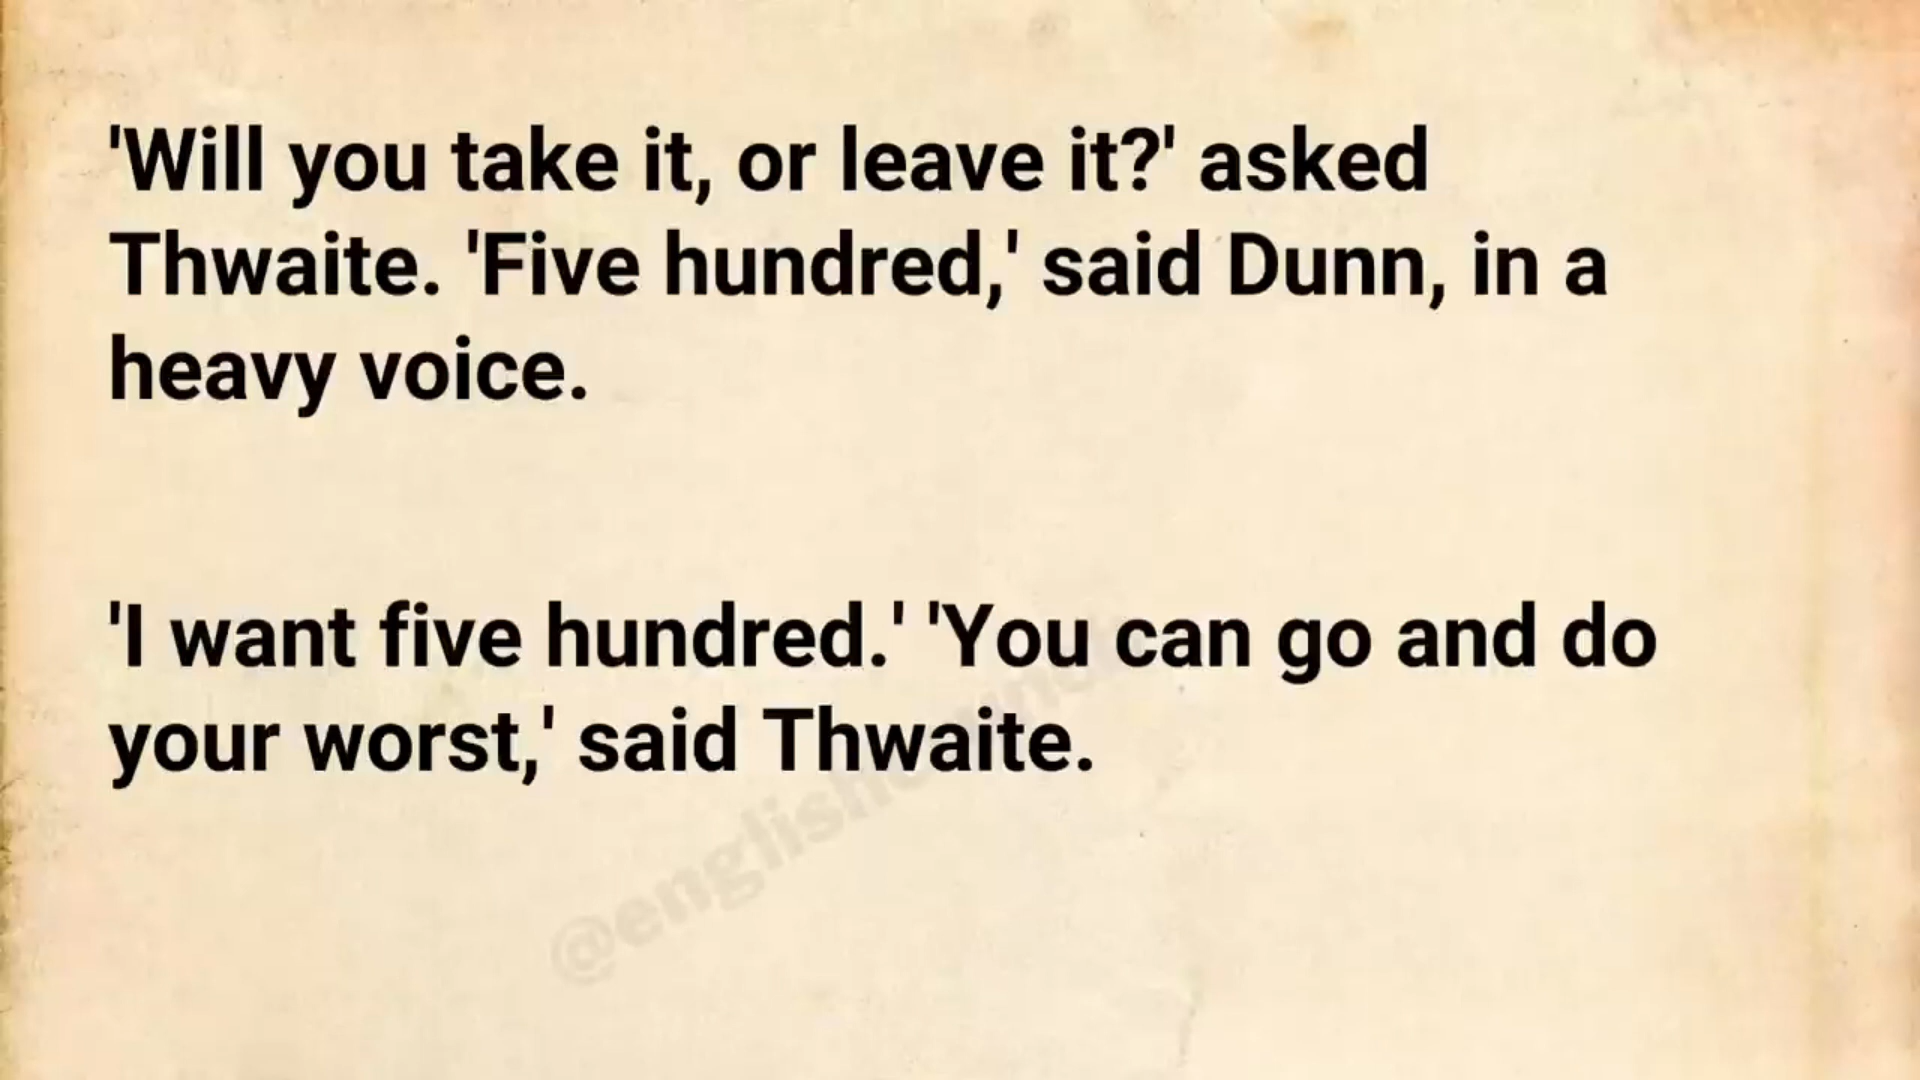 'Will you take it, or leave it?' asked
Thwaite. 'Five hundred,' said Dunn, in a
heavy voice.
'I want five hundred.' 'You can go and do
your worst,' said Thwaite.